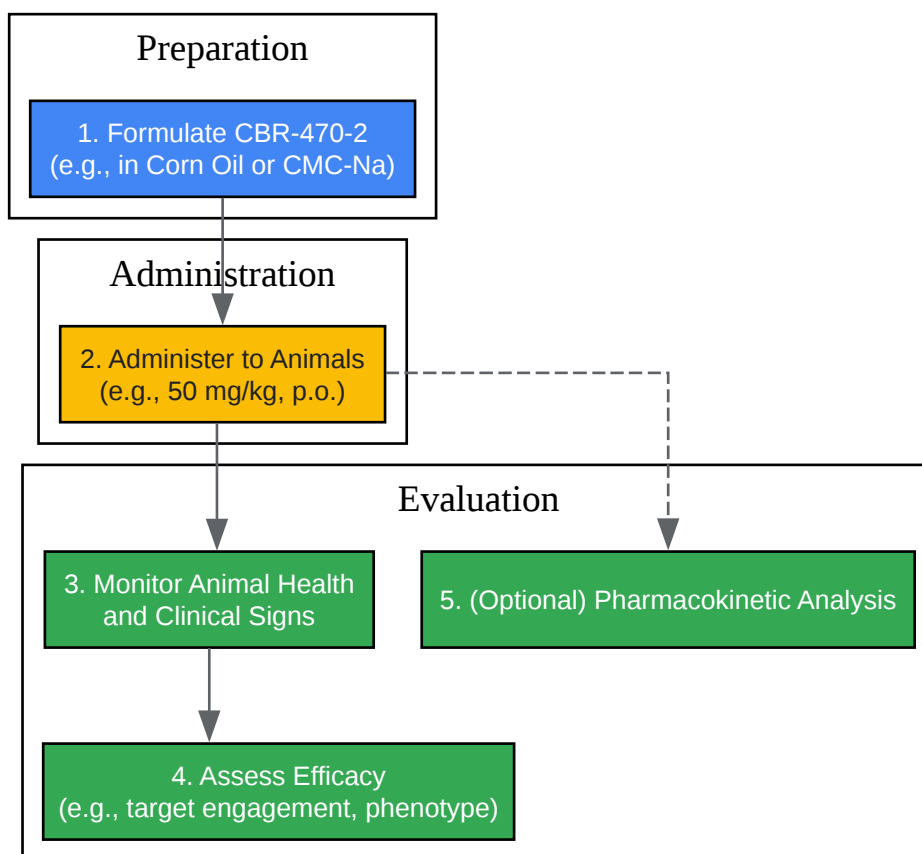 Preparation
1. Formulate CBR-470-2
(e.g., in Corn Oil or CMC-Na)
Administration
2. Administer to Animals
(e.g., 50 mg/kg, p.o.)
Evaluation
3. Monitor Animal Health
and Clinical Signs
5. (Optional) Pharmacokinetic Analysis
4. Assess Efficacy
(e.g., target engagement, phenotype)